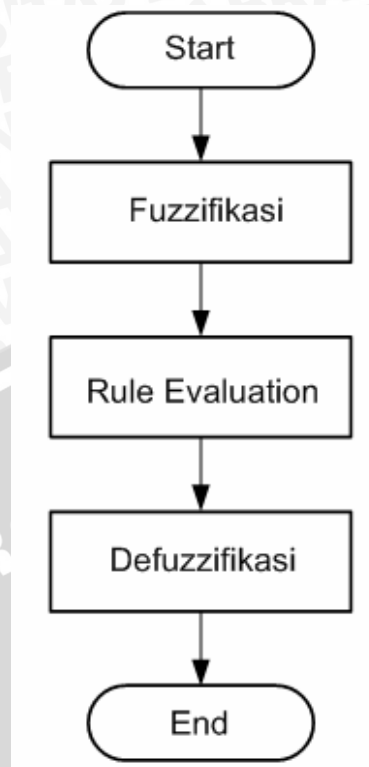 Start
Fuzzifikasi
Rule Evaluation
Defuzzifikasi
End